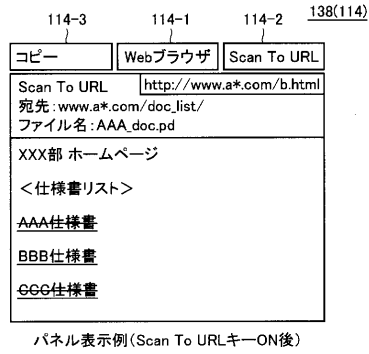 138(114)
114-3 114-1 114-2
コピー Webブラウザ Scan To URL
Scan To URL http://www.a*.com/b.html
宛先:www.a*.com/doc_list/
ファイル名:AAA_doc.pd
XXX部 ホームページ
<仕様書リスト>
AAA仕様書
BBB仕様書
CCC仕様書
パネル表示例(Scan To URLキーON後)